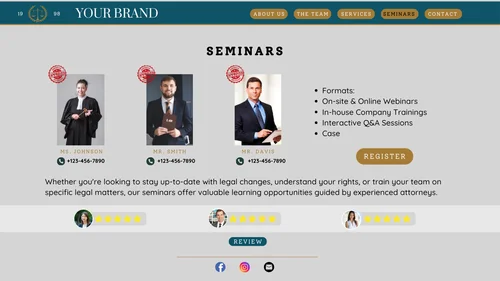 19 98 YOUR BRAND
ABOUT US THE TEAM SERVICES SEMINARS CONTACT
SEMINARS
MS. JOHNSON MR. SMITH MR. DAVIS
+123-456-7890 +123-456-7890 +123-456-7890
Formats:
On-site & Online Webinars
In-house Company Trainings
Interactive Q&A Sessions
Case
REGISTER
Whether you're looking to stay up-to-date with legal changes, understand your rights, or train your team on
specific legal matters, our seminars offer valuable learning opportunities guided by experienced attorneys.
REVIEW